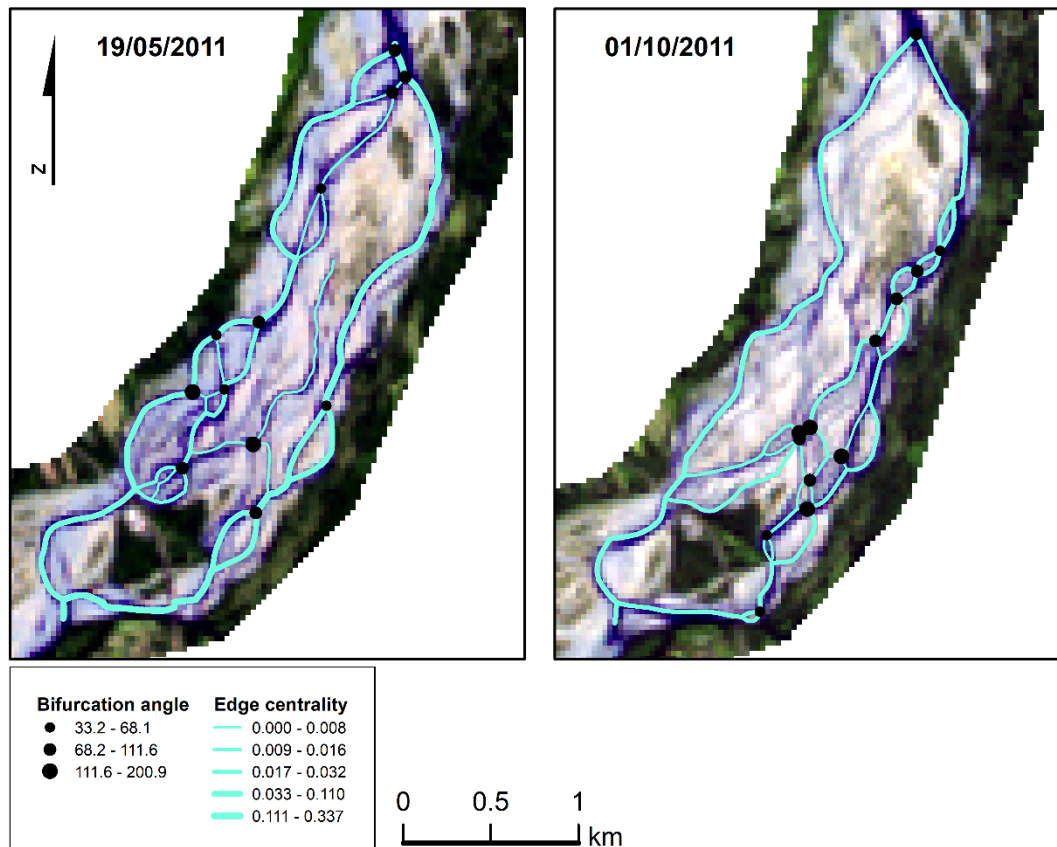 19/05/2011
01/10/2011
Z
Bifurcation angle
33.2 - 68.1
68.2 - 111.6
111.6 - 200.9
Edge centrality
0.000 - 0.008
0.009 - 0.016
0.017 - 0.032
0.033 - 0.110
0.111 - 0.337
0 0.5 1
km